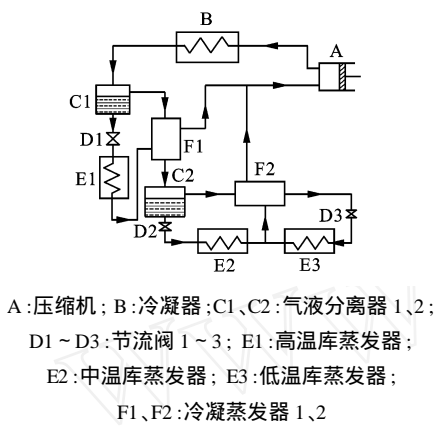 B
A
C1
D1
F1
E1
C2
F2
D3
D2
E2
E3
A:压缩机; B:冷凝器;C1、C2:气液分离器1、2;
D1~D3:节流阀1~3; E1:高温库蒸发器;
E2:中温库蒸发器; E3:低温库蒸发器;
F1、F2:冷凝蒸发器1、2